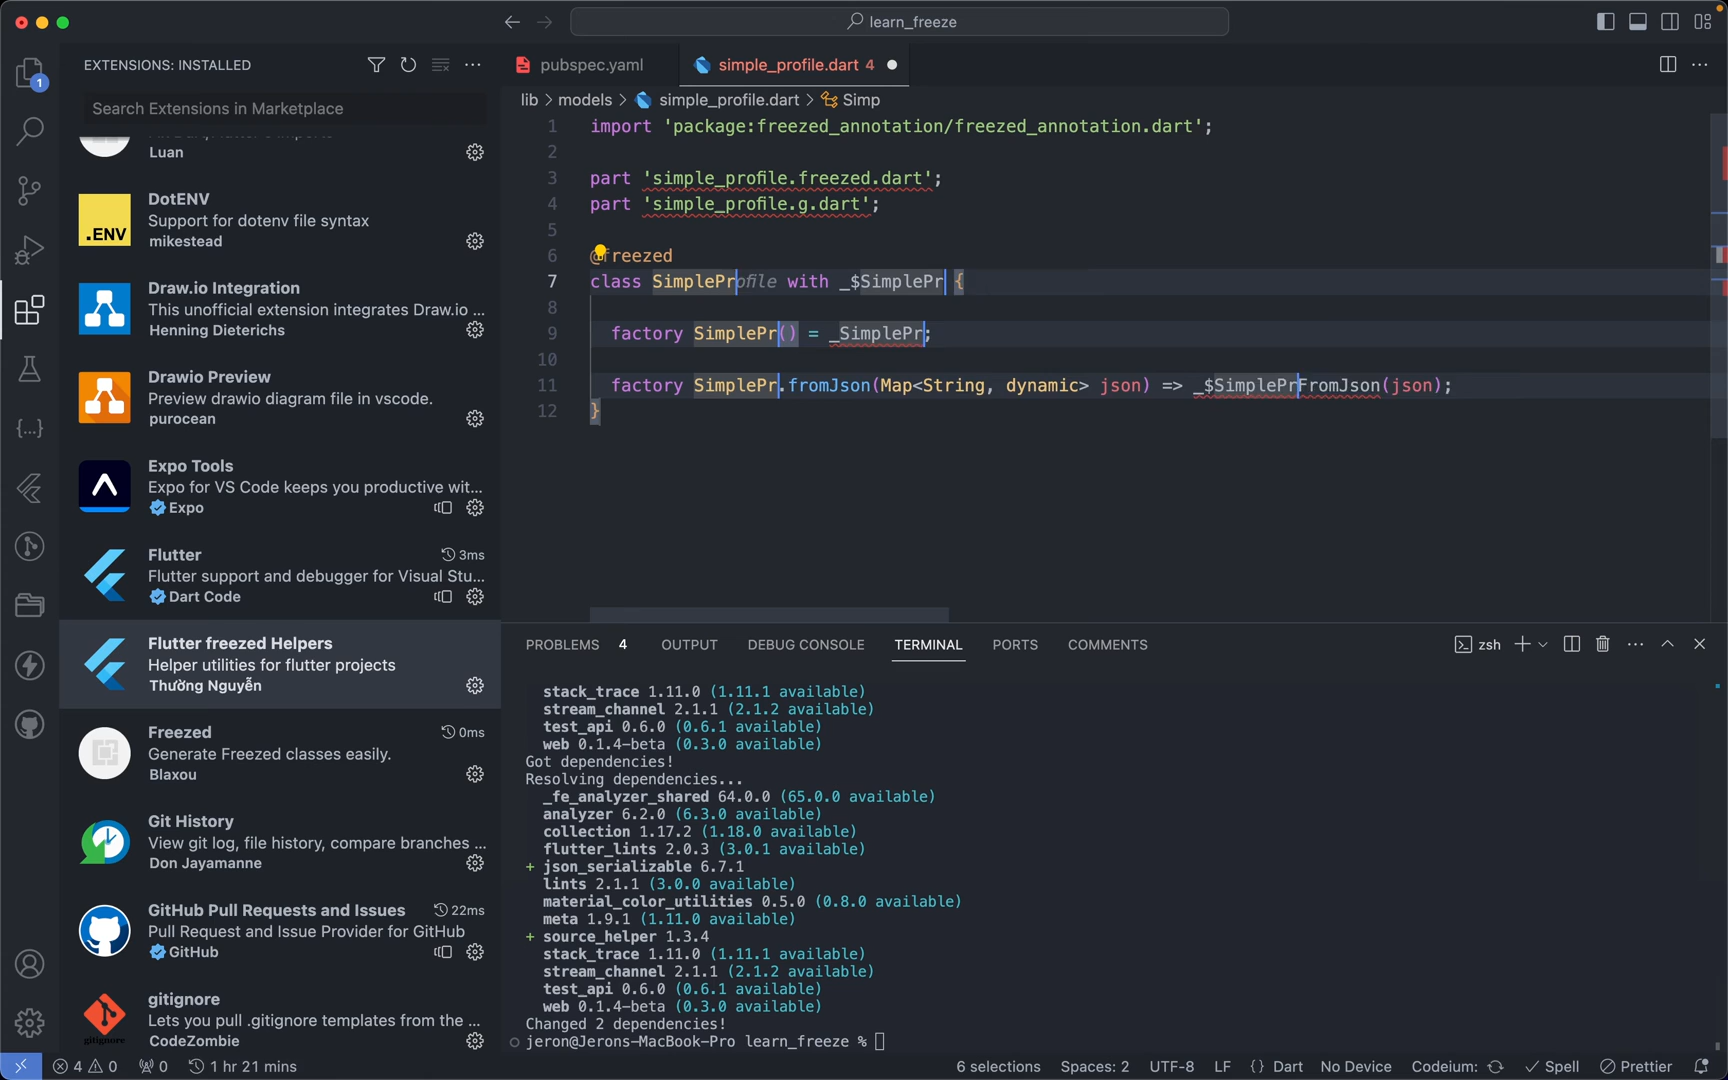 learn_freeze
EXTENSIONS: INSTALLED
Search Extensions in Marketplace
Luan
DotENV
Support for dotenv file syntax
mikestead
.ENV
Draw.io Integration
This unofficial extension integrates Draw.io ...
Henning Dieterichs
Drawio Preview
Preview drawio diagram file in vscode.
purocean
Expo Tools
Expo for VS Code keeps you productive wit...
Expo
Flutter 3ms
Flutter support and debugger for Visual Stu...
Dart Code
Flutter freezed Helpers
Helper utilities for flutter projects
Thường Nguyễn
Freezed 0ms
Generate Freezed classes easily.
Blaxou
Git History
View git log, file history, compare branches ...
Don Jayamanne
GitHub Pull Requests and Issues 22ms
Pull Request and Issue Provider for GitHub
GitHub
gitignore
Lets you pull .gitignore templates from the ...
CodeZombie
gitignore
1
pubspec.yaml
simple_profile.dart 4
lib > models > simple_profile.dart > Simp
1 import 'package:freezed_annotation/freezed_annotation.dart';
2
3 part 'simple_profile.freezed.dart';
4 part 'simple_profile.g.dart';
5
6 @freezed
7 class SimpleProfile with _$SimplePr {
8
9 factory SimplePr() = _SimplePr;
10
11 factory SimplePr.fromJson(Map<String, dynamic> json) => _$SimplePrFromJson(json);
12 }
PROBLEMS 4 OUTPUT DEBUG CONSOLE TERMINAL PORTS COMMENTS zsh
stack_trace 1.11.0 (1.11.1 available)
stream_channel 2.1.1 (2.1.2 available)
test_api 0.6.0 (0.6.1 available)
web 0.1.4-beta (0.3.0 available)
Got dependencies!
Resolving dependencies...
_fe_analyzer_shared 64.0.0 (65.0.0 available)
analyzer 6.2.0 (6.3.0 available)
collection 1.17.2 (1.18.0 available)
flutter_lints 2.0.3 (3.0.1 available)
+ json_serializable 6.7.1
lints 2.1.1 (3.0.0 available)
material_color_utilities 0.5.0 (0.8.0 available)
meta 1.9.1 (1.11.0 available)
+ source_helper 1.3.4
stack_trace 1.11.0 (1.11.1 available)
stream_channel 2.1.1 (2.1.2 available)
test_api 0.6.0 (0.6.1 available)
web 0.1.4-beta (0.3.0 available)
Changed 2 dependencies!
jeron@Jerons-MacBook-Pro learn_freeze %
4 0 0 1 hr 21 mins 6 selections Spaces: 2 UTF-8 LF {} Dart No Device Codeium: Spell Prettier